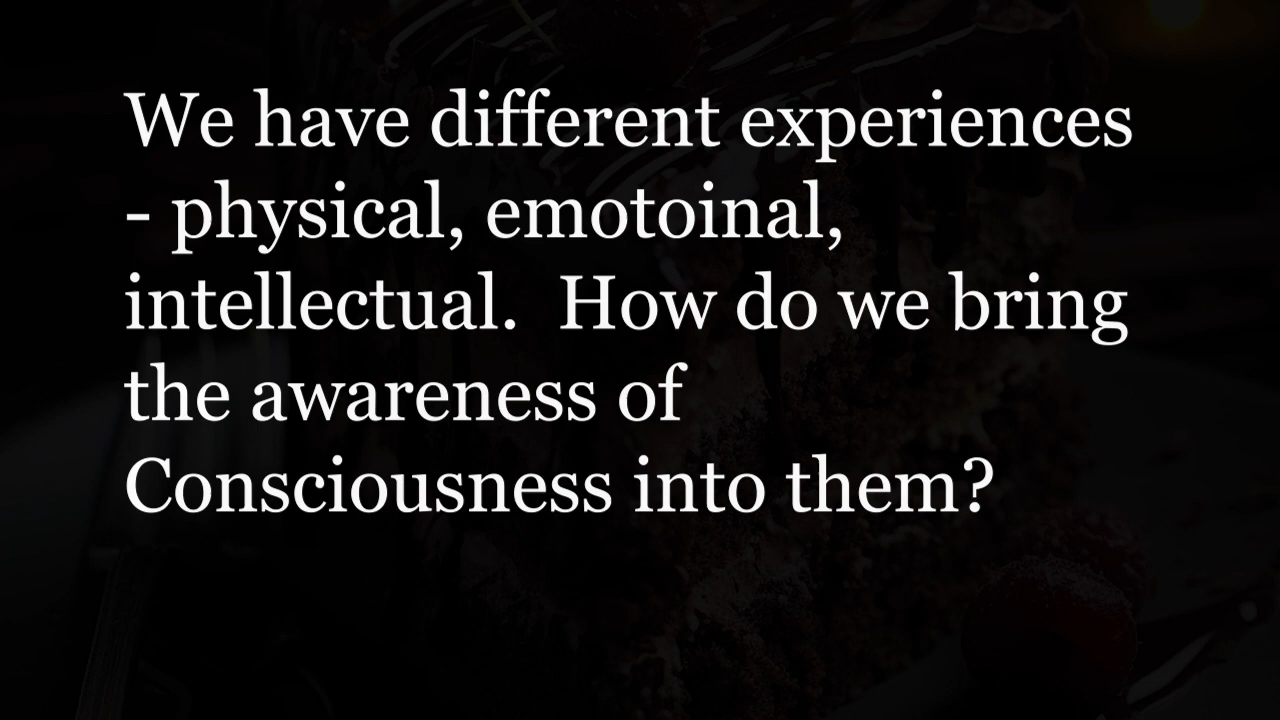 We have different experiences
- physical, emotoinal,
intellectual.  How do we bring
the awareness of
Consciousness into them?